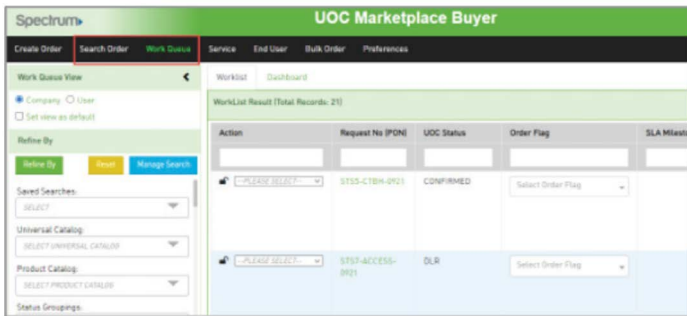 Spectrum
UOC Marketplace Buyer
Create Order Search Order Work Queue Service End User Bulk Order Preferences
Work Queue View
Worklist Dashboard
Company User
Set view as default
WorkList Result (Total Records: 21)
Refine By
Action Request No (PON) UOC Status Order Flag SLA Milesto
Refine By Reset Manage Search
Saved Searches:
SELECT
--PLEASE SELECT-- STS5-CTBH-0921 CONFIRMED Select Order Flag
Universal Catalog:
SELECT UNIVERSAL CATALOG
Product Catalog:
SELECT PRODUCT CATALOG
--PLEASE SELECT-- STS7-ACCESS-
0921
DLR Select Order Flag
Status Groupings: